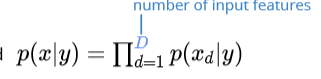 number of input features
p(x|y) = ∏_{d=1}^{D} p(x_d|y)